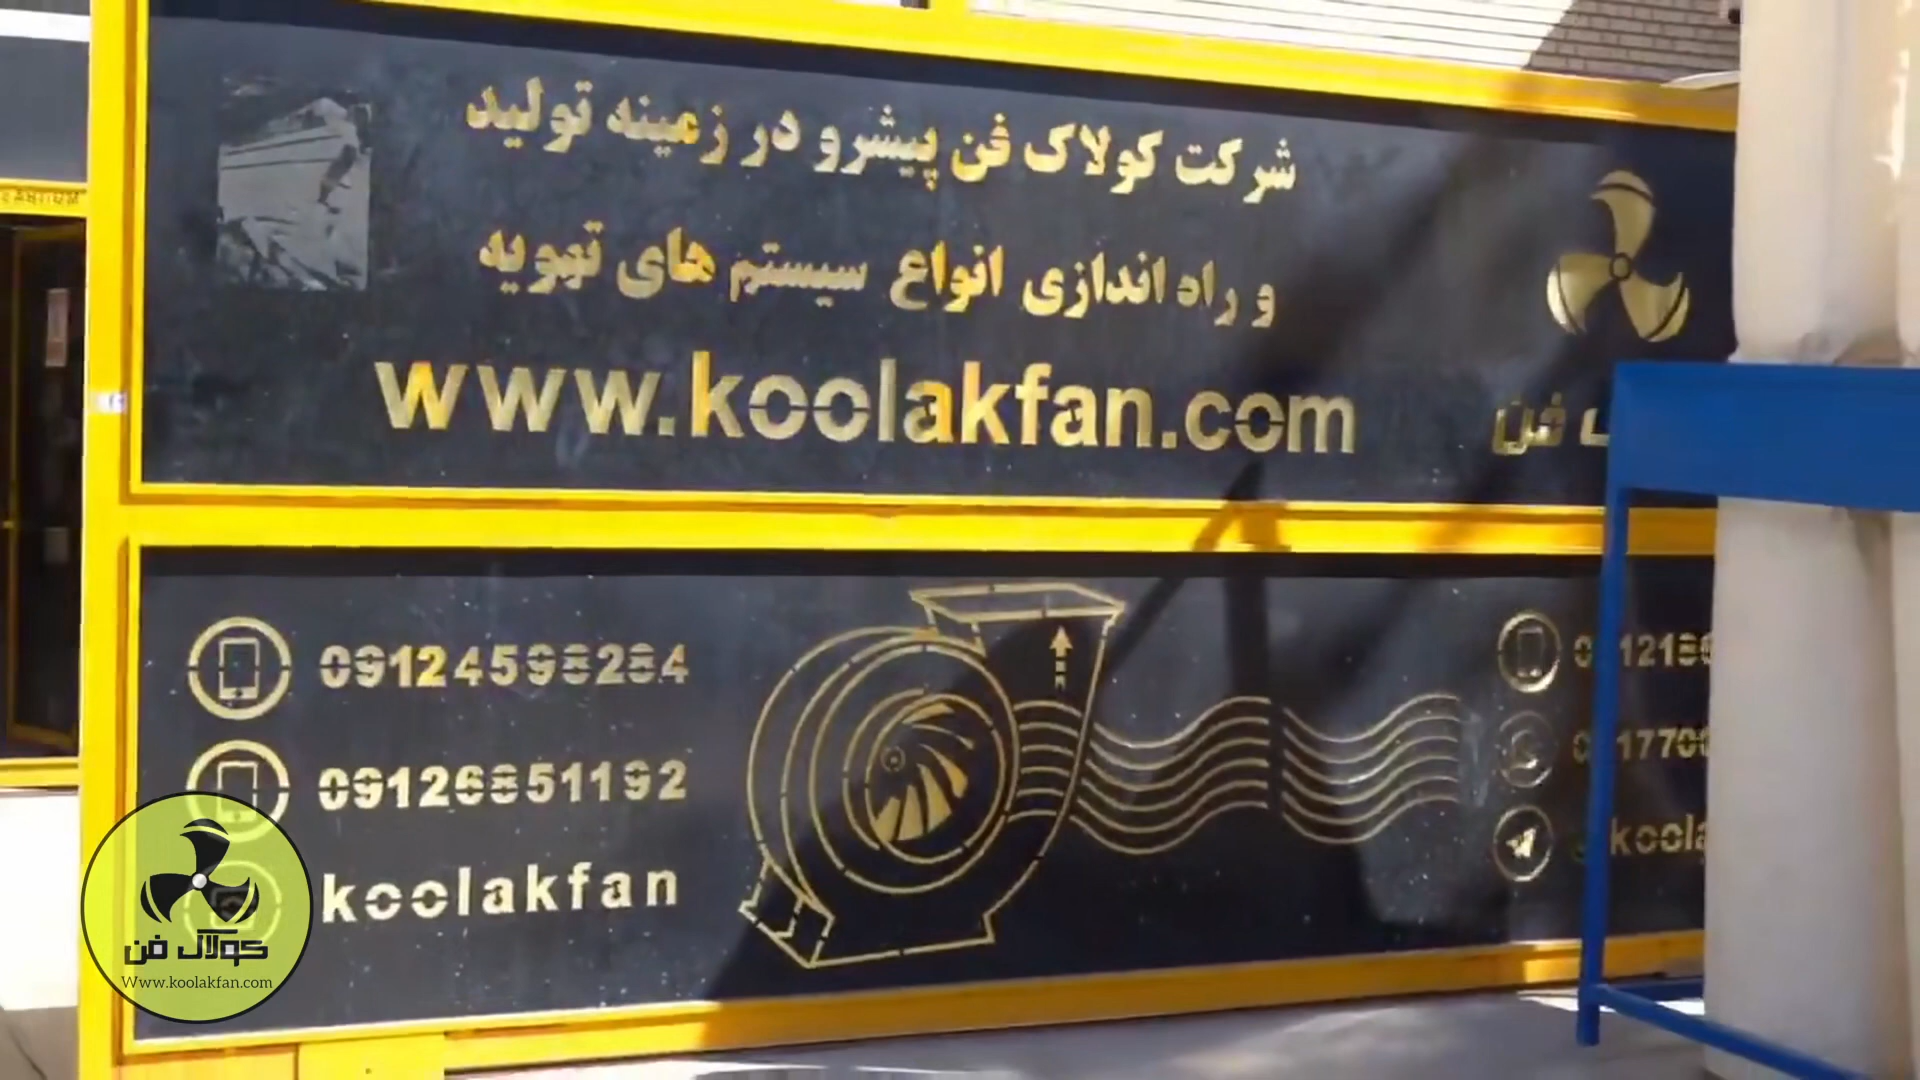 شرکت کولاک فن پیشرو در زمینه تولید
و راه اندازی انواع سیستم های تهویه
www.koolakfan.com
فن
09124598284
09126851192
koolakfan
کولاک فن
Www.koolakfan.com